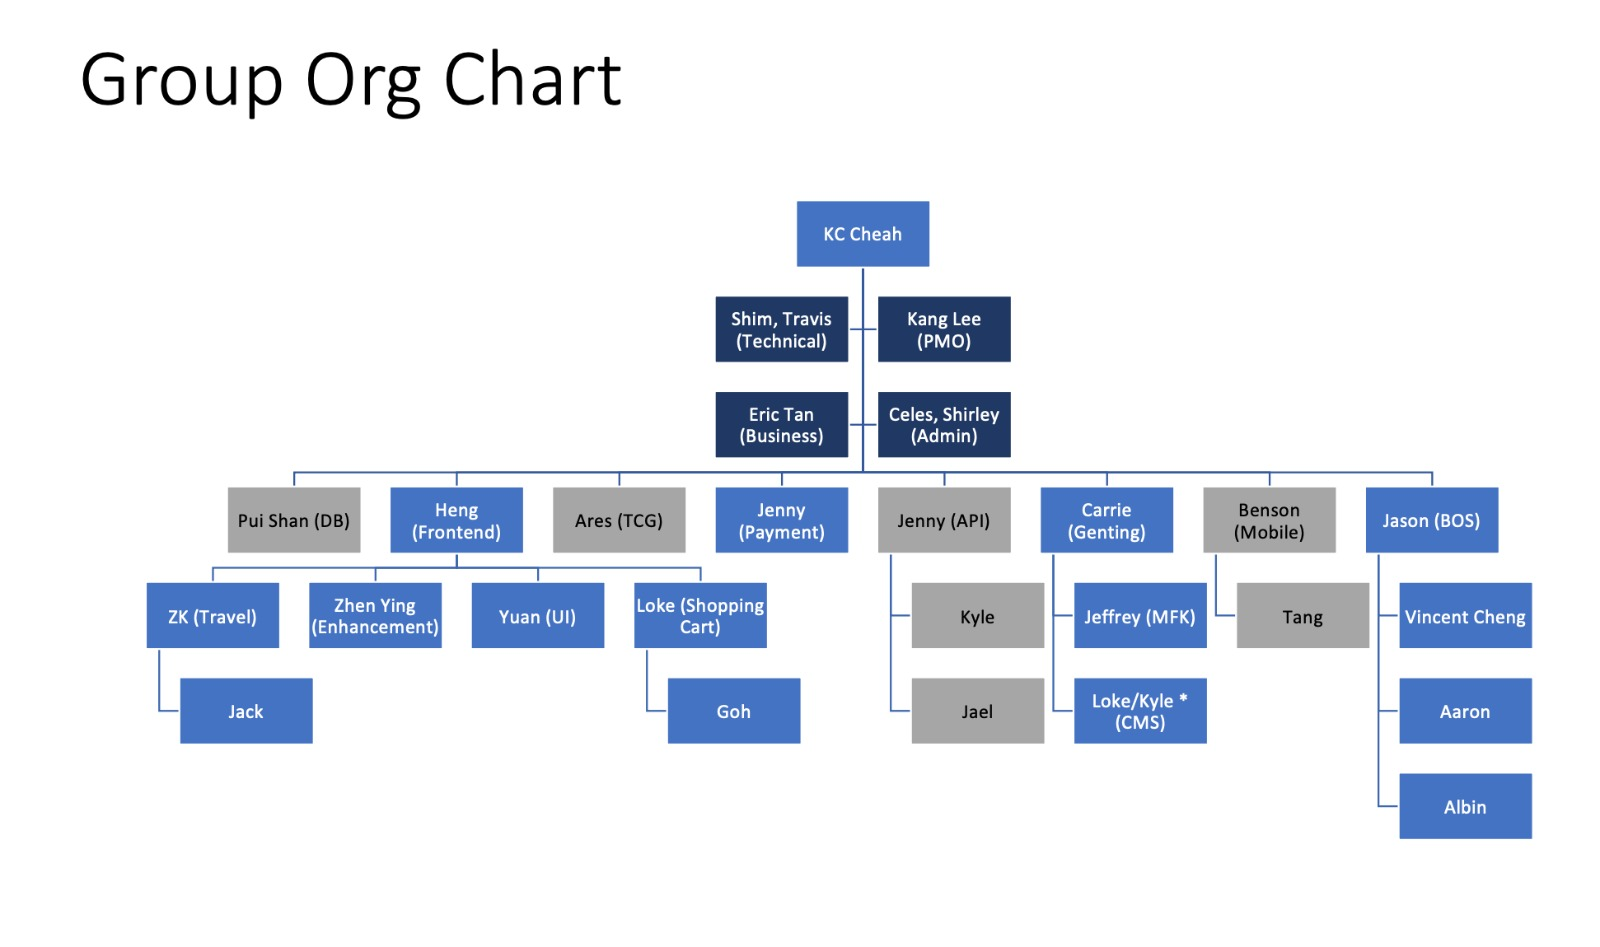 Group Org Chart
KC Cheah
Shim, Travis
(Technical)
Kang Lee
(PMO)
Eric Tan
(Business)
Celes, Shirley
(Admin)
Pui Shan (DB)
Heng
(Frontend)
Ares (TCG)
Jenny
(Payment)
Jenny (API)
Carrie
(Genting)
Benson
(Mobile)
Jason (BOS)
ZK (Travel)
Zhen Ying
(Enhancement)
Yuan (UI)
Loke (Shopping
Cart)
Kyle
Jeffrey (MFK)
Tang
Vincent Cheng
Jack
Goh
Jael
Loke/Kyle *
(CMS)
Aaron
Albin